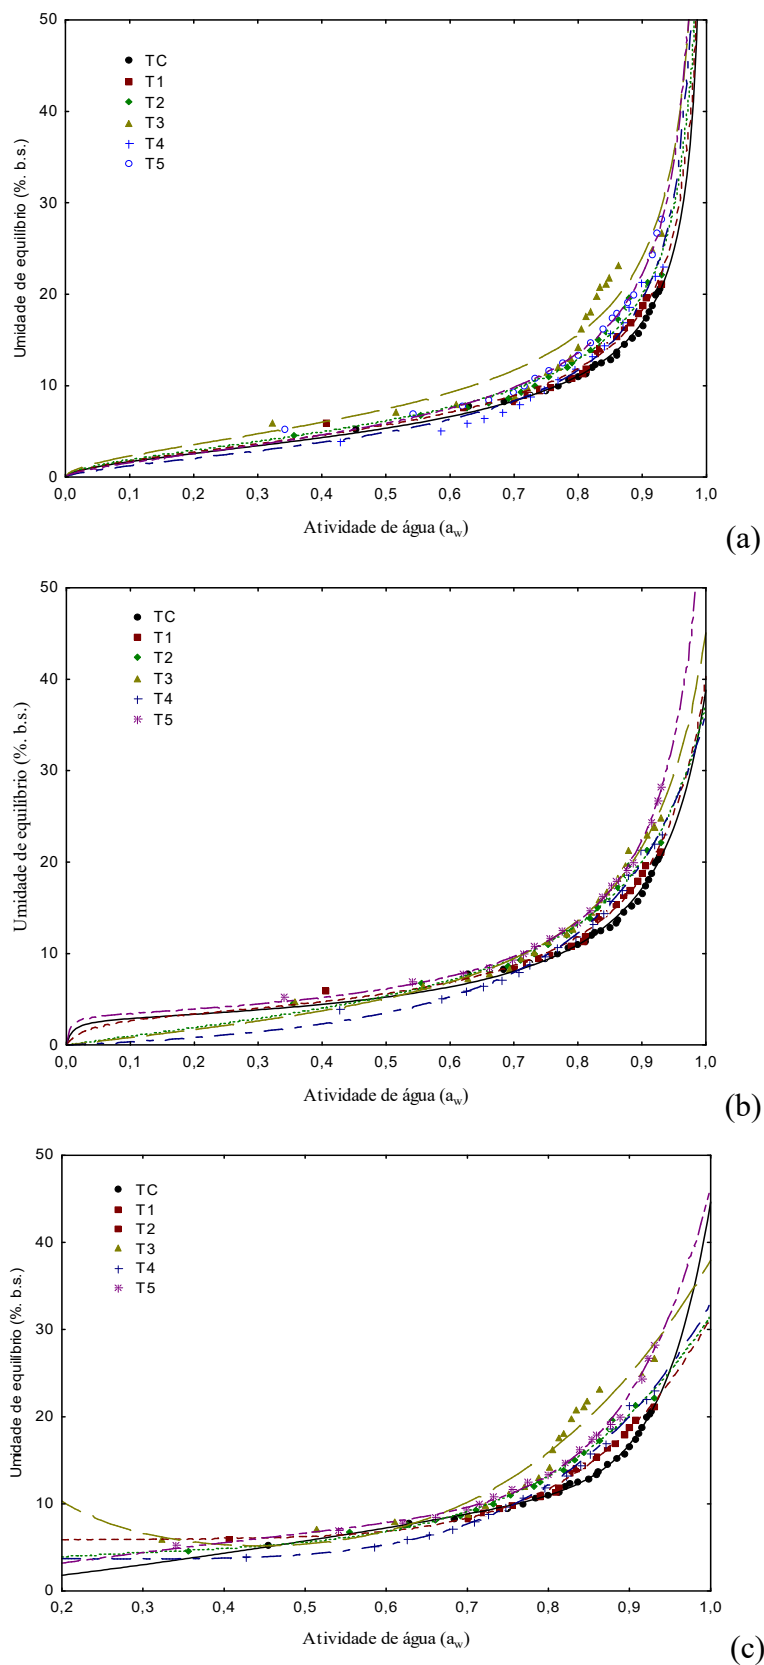 50
40
30
20
10
0
Umidade de equilíbrio (%. b.s.)
TC
T1
T2
T3
T4
T5
0,0 0,1 0,2 0,3 0,4 0,5 0,6 0,7 0,8 0,9 1,0
Atividade de água (aw)
(a)
50
40
30
20
10
0
Umidade de equilíbrio (%. b.s.)
TC
T1
T2
T3
T4
T5
0,0 0,1 0,2 0,3 0,4 0,5 0,6 0,7 0,8 0,9 1,0
Atividade de água (aw)
(b)
50
40
30
20
10
0
Umidade de equilíbrio (%. b.s.)
TC
T1
T2
T3
T4
T5
0,2 0,3 0,4 0,5 0,6 0,7 0,8 0,9 1,0
Atividade de água (aw)
(c)